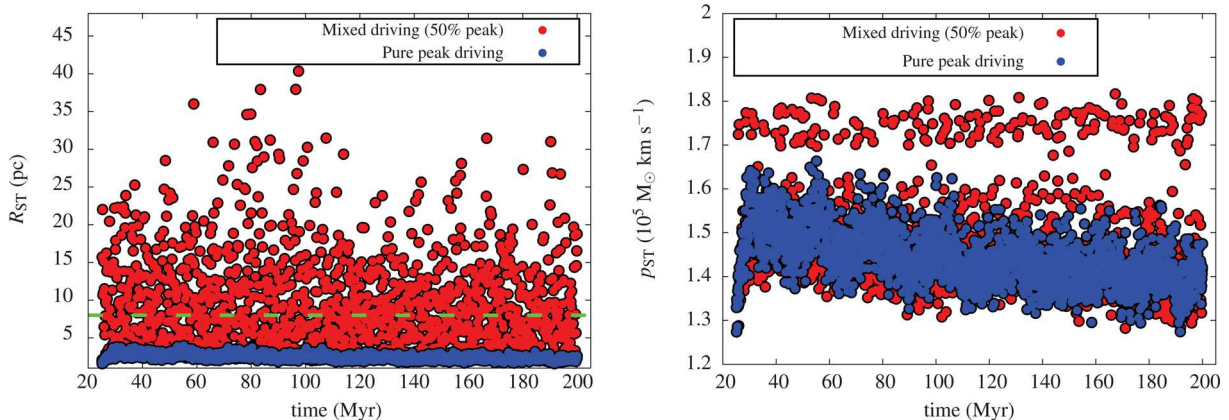 45
40
35
30
25
20
15
10
5
R_ST (pc)
Mixed driving (50% peak)
Pure peak driving
20 40 60 80 100 120 140 160 180 200
time (Myr)
2
1.9
1.8
1.7
1.6
1.5
1.4
1.3
1.2
p_ST (10^5 M_⊙ km s^−1)
Mixed driving (50% peak)
Pure peak driving
20 40 60 80 100 120 140 160 180 200
time (Myr)